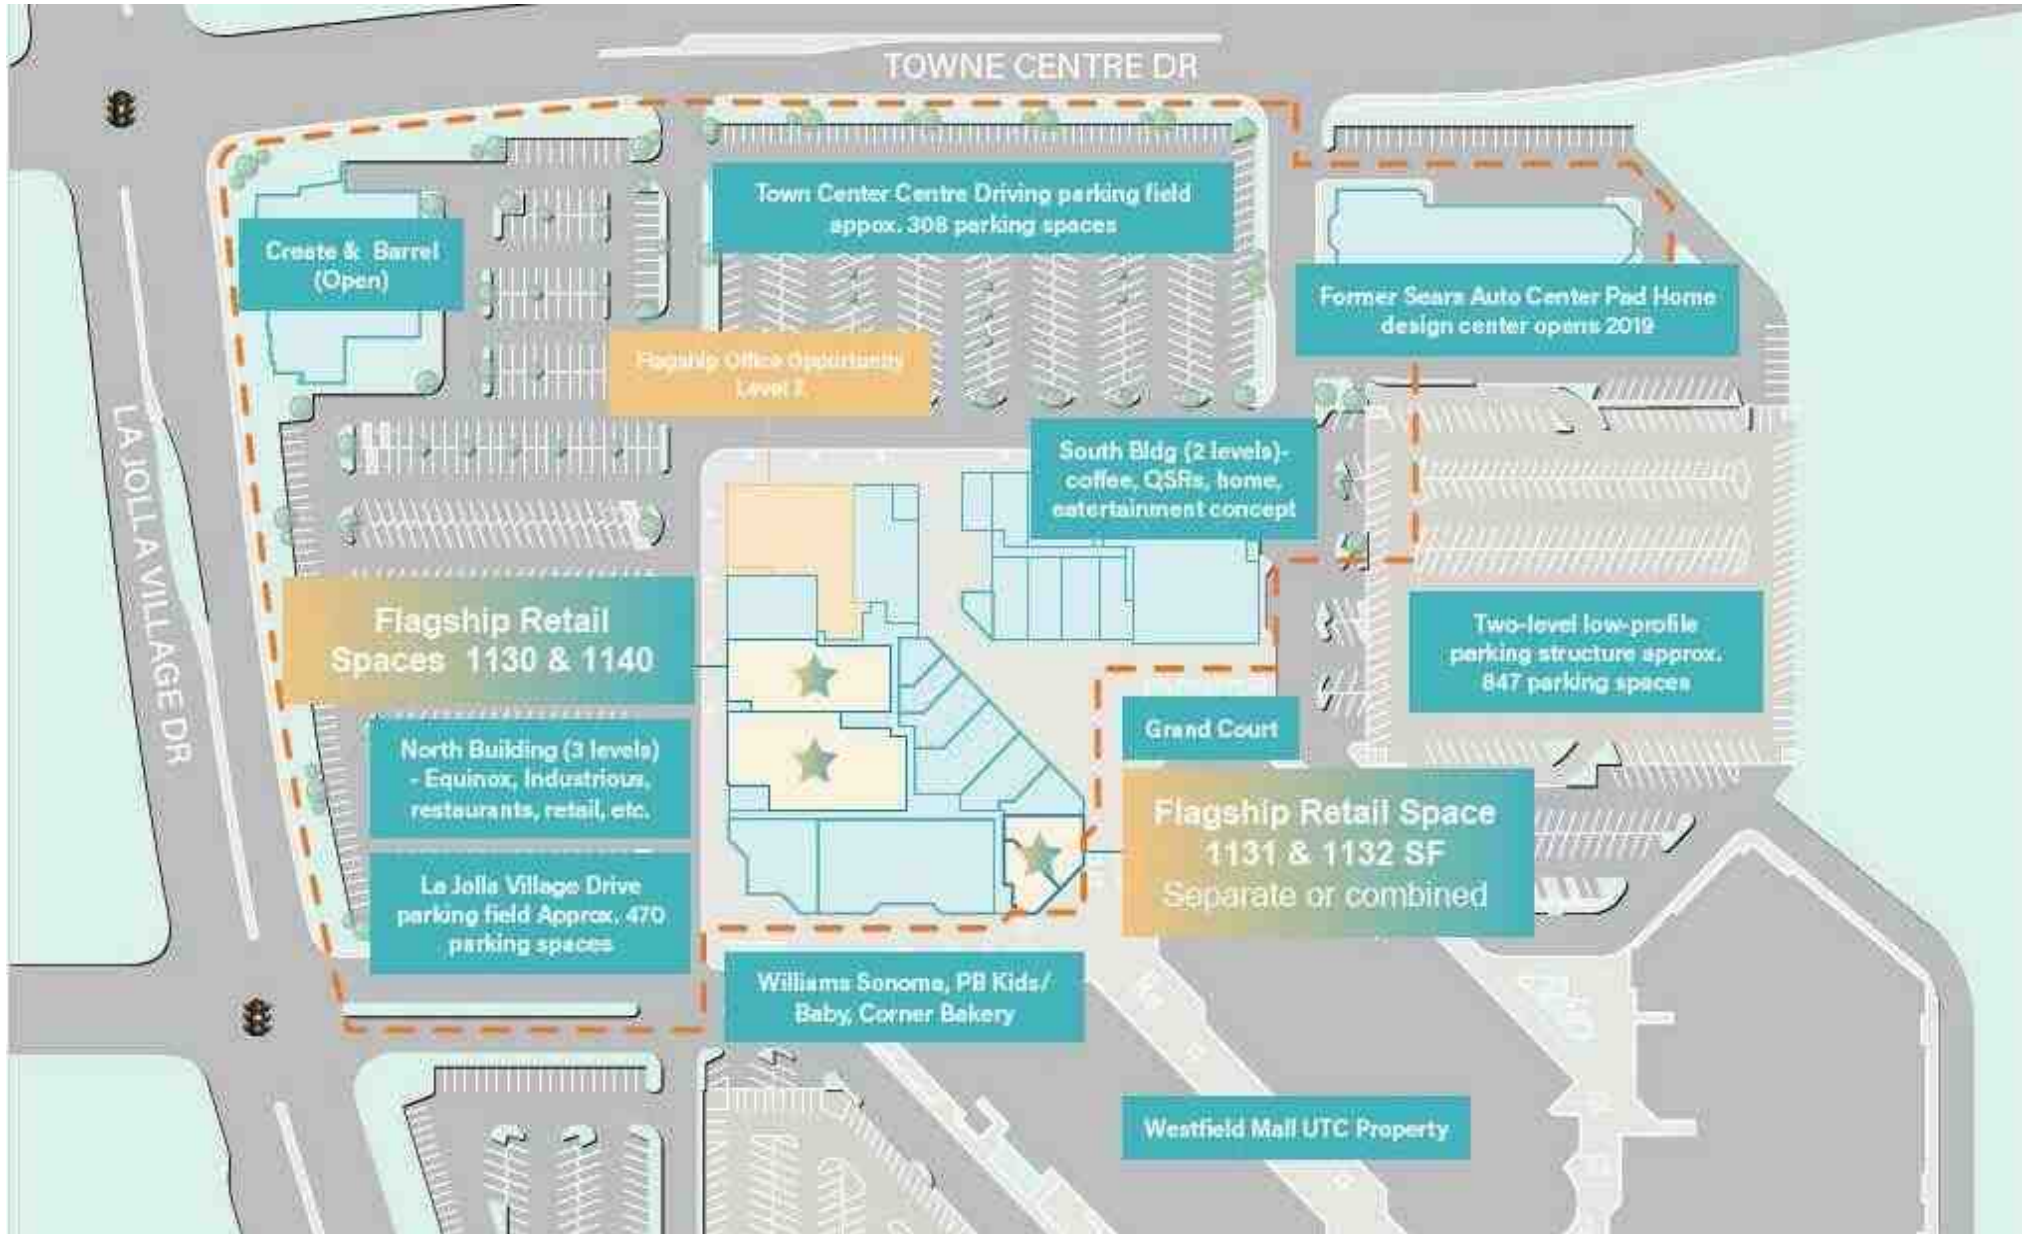 TOWNE CENTRE DR
Town Center Centre Driving parking field
appox. 308 parking spaces
Create & Barrel
(Open)
Former Sears Auto Center Pad Home
design center opens 2019
Flagship Office Opportunity
Level 2
South Bldg (2 levels)-
coffee, QSRs, home,
eatertainment concept
LA JOLLA VILLAGE DR
Flagship Retail
Spaces 1130 & 1140
Two-level low-profile
parking structure approx.
847 parking spaces
Grand Court
North Building (3 levels)
- Equinox, Industrious,
restaurants, retail, etc.
Flagship Retail Space
1131 & 1132 SF
Separate or combined
La Jolla Village Drive
parking field Approx. 470
parking spaces
Williams Sonoma, PB Kids/
Baby, Corner Bakery
Westfield Mall UTC Property